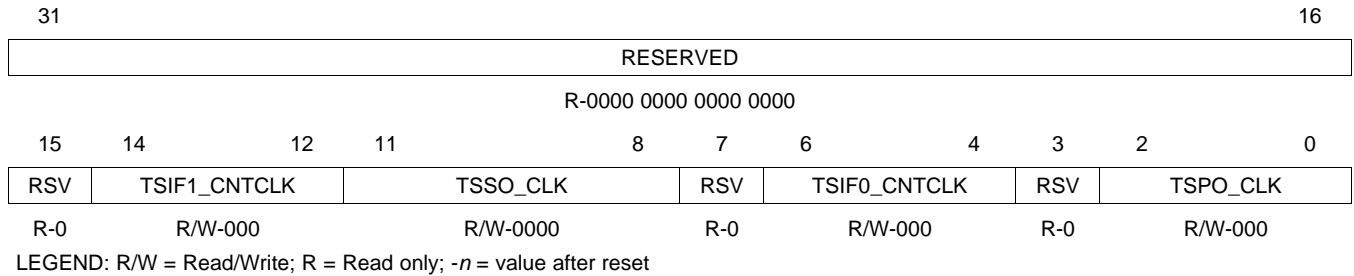 31 16
RESERVED
R-0000 0000 0000 0000
15 14 12 11 8 7 6 4 3 2 0
RSV TSIF1_CNTCLK TSSO_CLK RSV TSIF0_CNTCLK RSV TSPO_CLK
R-0 R/W-000 R/W-0000 R-0 R/W-000 R-0 R/W-000
LEGEND: R/W = Read/Write; R = Read only; -n = value after reset